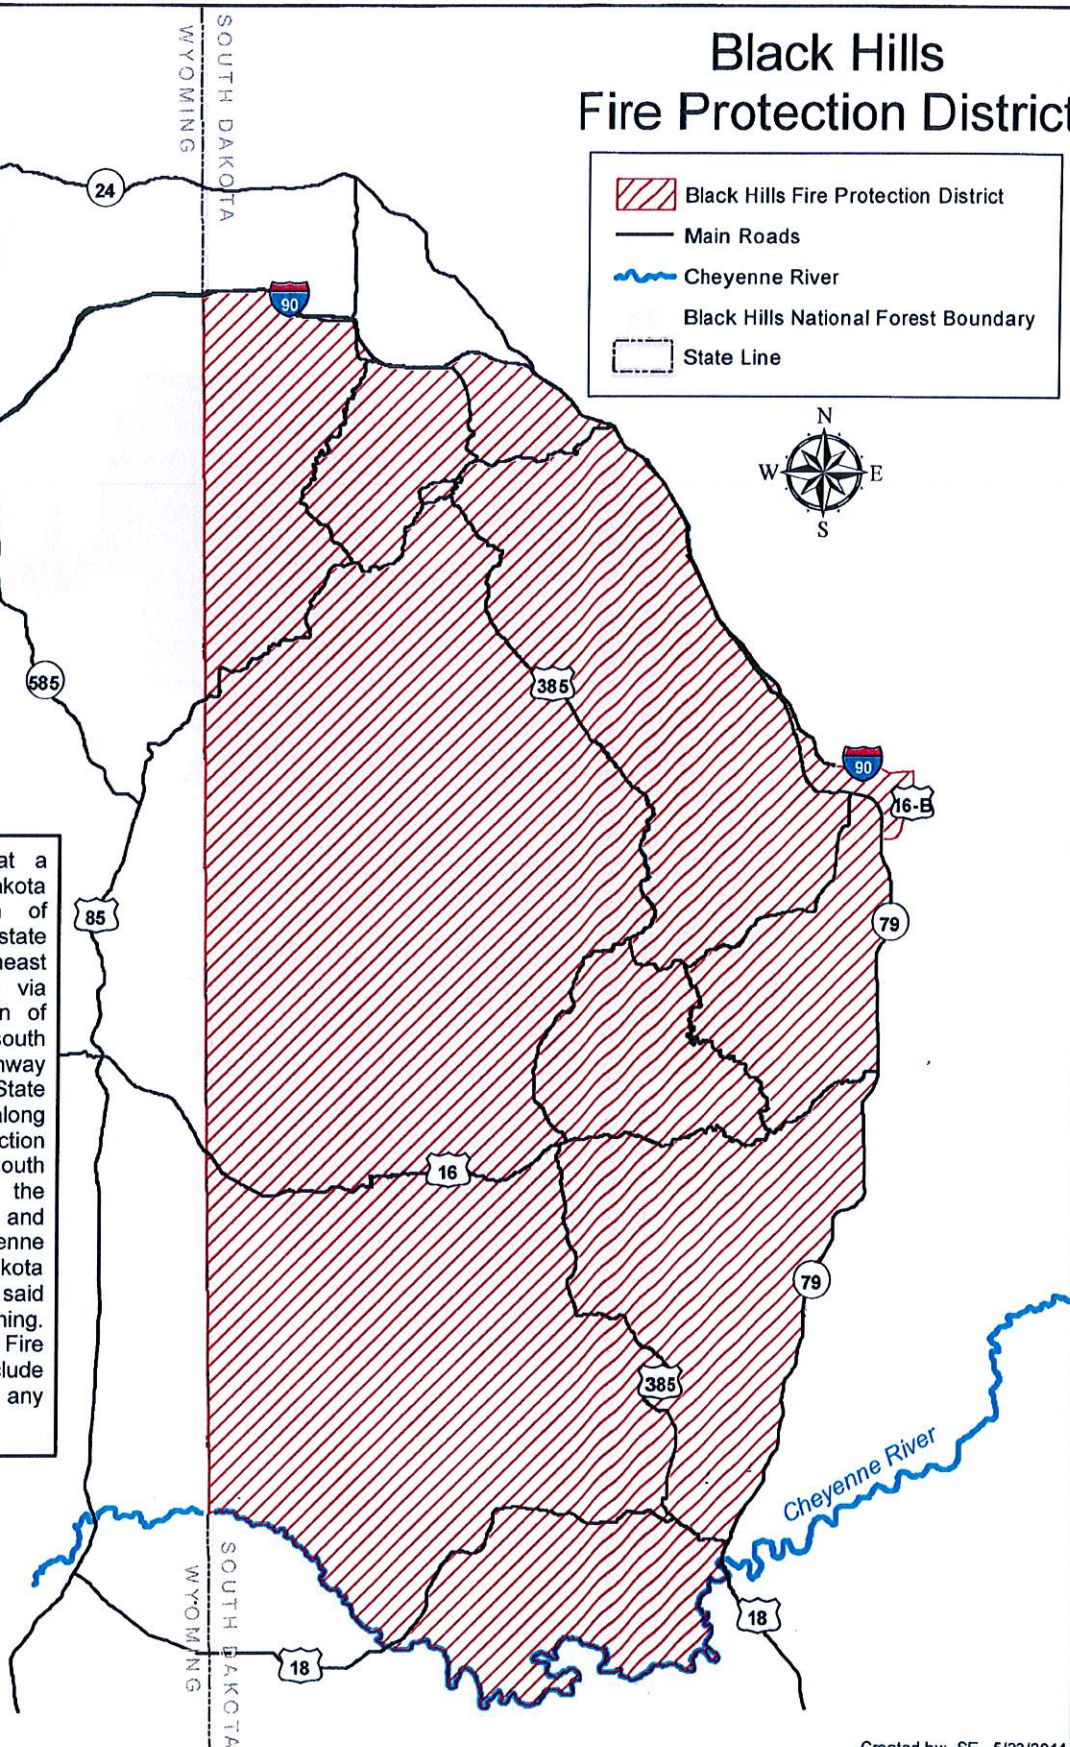 Black Hills
Fire Protection District
Black Hills Fire Protection District
Main Roads
Cheyenne River
Black Hills National Forest Boundary
State Line
SOUTH DAKOTA
WYOMING
24
90
N
W E
S
585
385
90
16-B
85
79
at a
akota
of
state
heast
via
n of
south
hway
State
along
ction
outh
the
and
enne
kota
said
ning.
Fire
clude
any
16
79
385
Cheyenne River
SOUTH DAKOTA
WYOMING
18
18